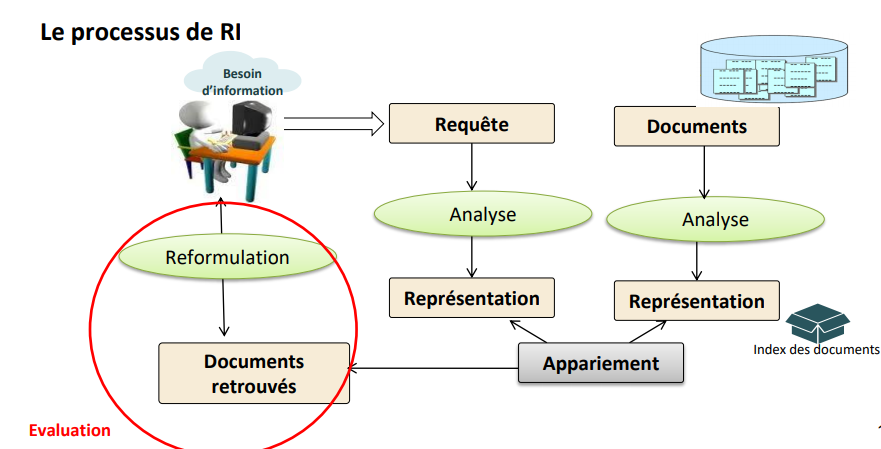 Le processus de RI
Besoin
d'information
Requête
Documents
Analyse
Analyse
Reformulation
Représentation
Représentation
Index des documents
Documents
retrouvés
Appariement
Evaluation